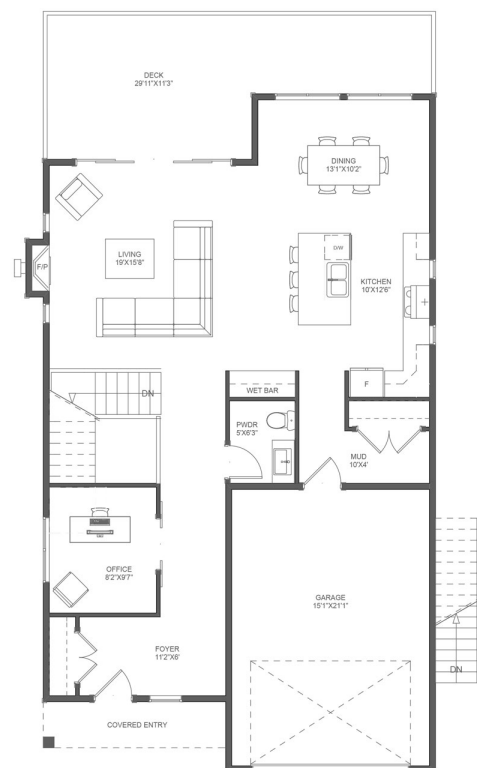 DECK
29'11"X11'3"
DINING
13'1"X10'2"
D/W
LIVING
19'X15'8"
F/P
KITCHEN
10'X12'6"
F
WET BAR
DN
PWDR
5'X6'3"
MUD
10'X4'
OFFICE
8'2"X9'7"
GARAGE
15'1"X21'1"
FOYER
11'2"X6'
DN
COVERED ENTRY